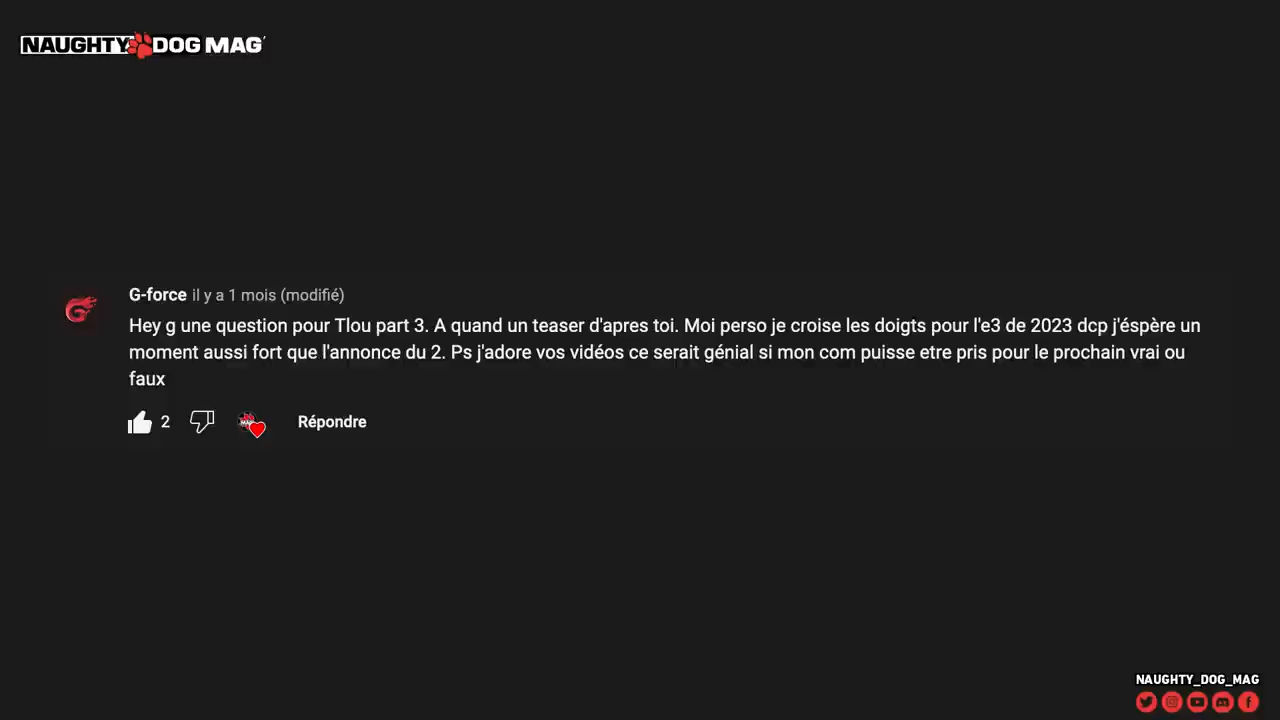 NAUGHTY DOG MAG'
G-force il y a 1 mois (modifié)
Hey g une question pour Tlou part 3. A quand un teaser d'apres toi. Moi perso je croise les doigts pour l'e3 de 2023 dcp j'éspère un
moment aussi fort que l'annonce du 2. Ps j'adore vos vidéos ce serait génial si mon com puisse etre pris pour le prochain vrai ou
faux
2 Répondre
NAUGHTY_DOG_MAG